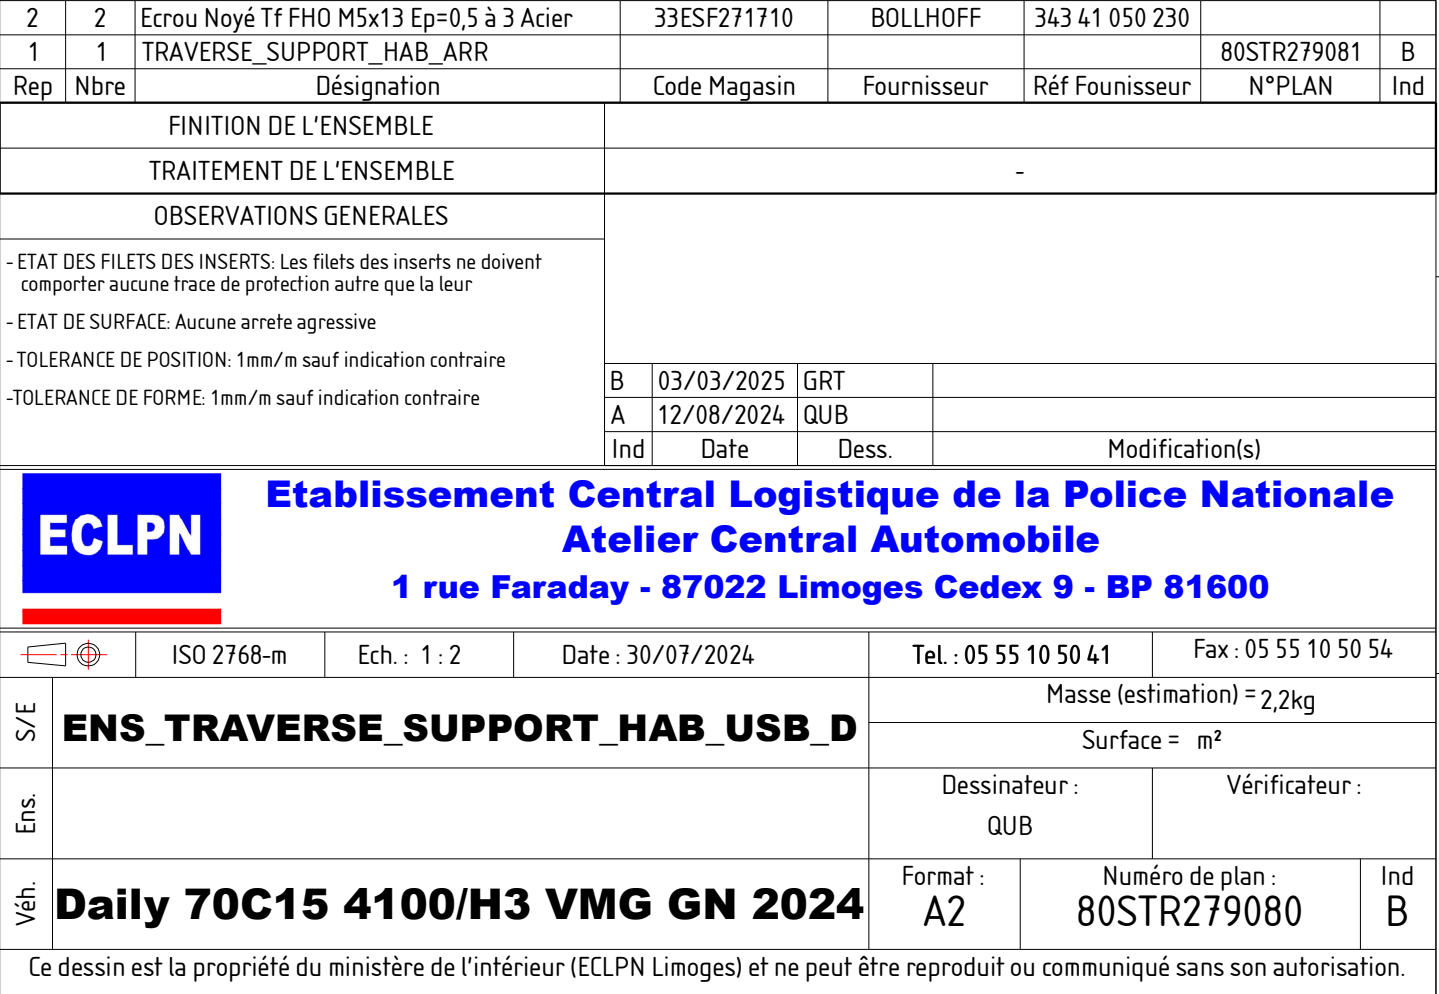 2 2 Ecrou Noyé Tf FHO M5x13 Ep=0,5 à 3 Acier 33ESF271710 BOLLHOFF 343 41 050 230
1 1 TRAVERSE_SUPPORT_HAB_ARR 80STR279081 B
Rep Nbre Désignation Code Magasin Fournisseur Réf Founisseur N°PLAN Ind
FINITION DE L'ENSEMBLE
TRAITEMENT DE L'ENSEMBLE -
OBSERVATIONS GENERALES
- ETAT DES FILETS DES INSERTS: Les filets des inserts ne doivent
comporter aucune trace de protection autre que la leur
- ETAT DE SURFACE: Aucune arrete agressive
- TOLERANCE DE POSITION: 1mm/m sauf indication contraire
-TOLERANCE DE FORME: 1mm/m sauf indication contraire
B 03/03/2025 GRT
A 12/08/2024 QUB
Ind Date Dess. Modification(s)
ECLPN
Etablissement Central Logistique de la Police Nationale
Atelier Central Automobile
1 rue Faraday - 87022 Limoges Cedex 9 - BP 81600
ISO 2768-m Ech. : 1 : 2 Date : 30/07/2024 Tel. : 05 55 10 50 41 Fax : 05 55 10 50 54
S/E ENS_TRAVERSE_SUPPORT_HAB_USB_D
Masse (estimation) = 2,2kg
Surface = m²
Ens.
Dessinateur : Vérificateur :
QUB
Véh. Daily 70C15 4100/H3 VMG GN 2024
Format : Numéro de plan : Ind
A2 80STR279080 B
Ce dessin est la propriété du ministère de l'intérieur (ECLPN Limoges) et ne peut être reproduit ou communiqué sans son autorisation.